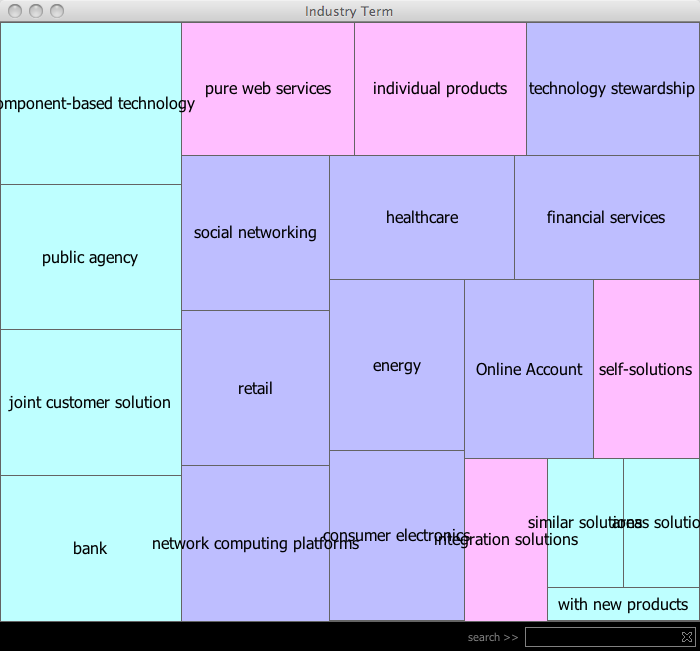 Industry Term
omponent-based technology
pure web services
individual products
technology stewardship
social networking
healthcare
financial services
public agency
energy
Online Account
self-solutions
retail
joint customer solution
similar solutions
consumer electronics
integration solutions
network computing platforms
bank
with new products
search >>